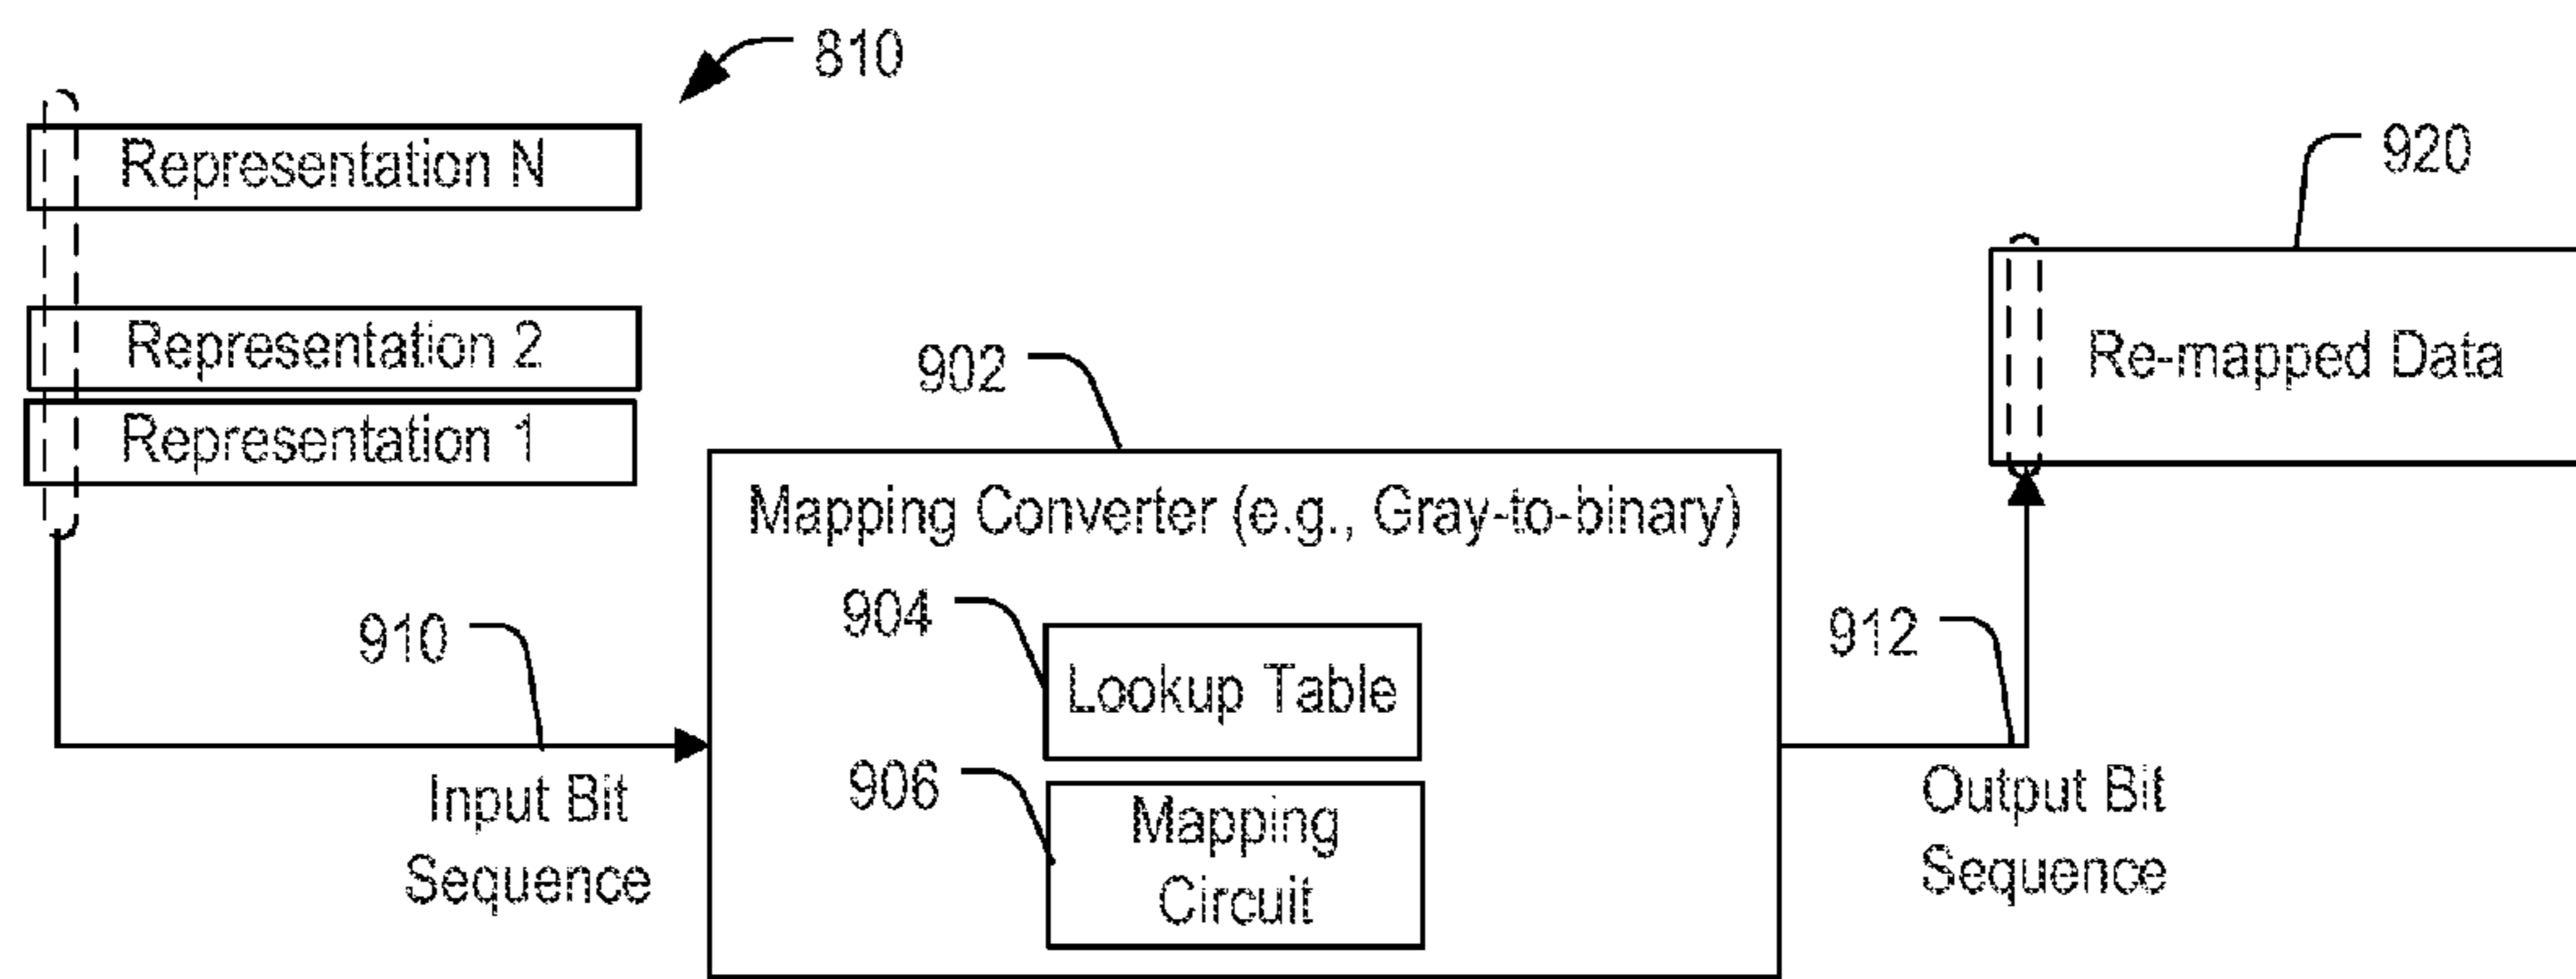 810
Representation N
920
Representation 2
902
Re-mapped Data
Representation 1
Mapping Converter (e.g., Gray-to-binary)
904
910
912
Lookup Table
906
Input Bit
Sequence
Mapping
Circuit
Output Bit
Sequence